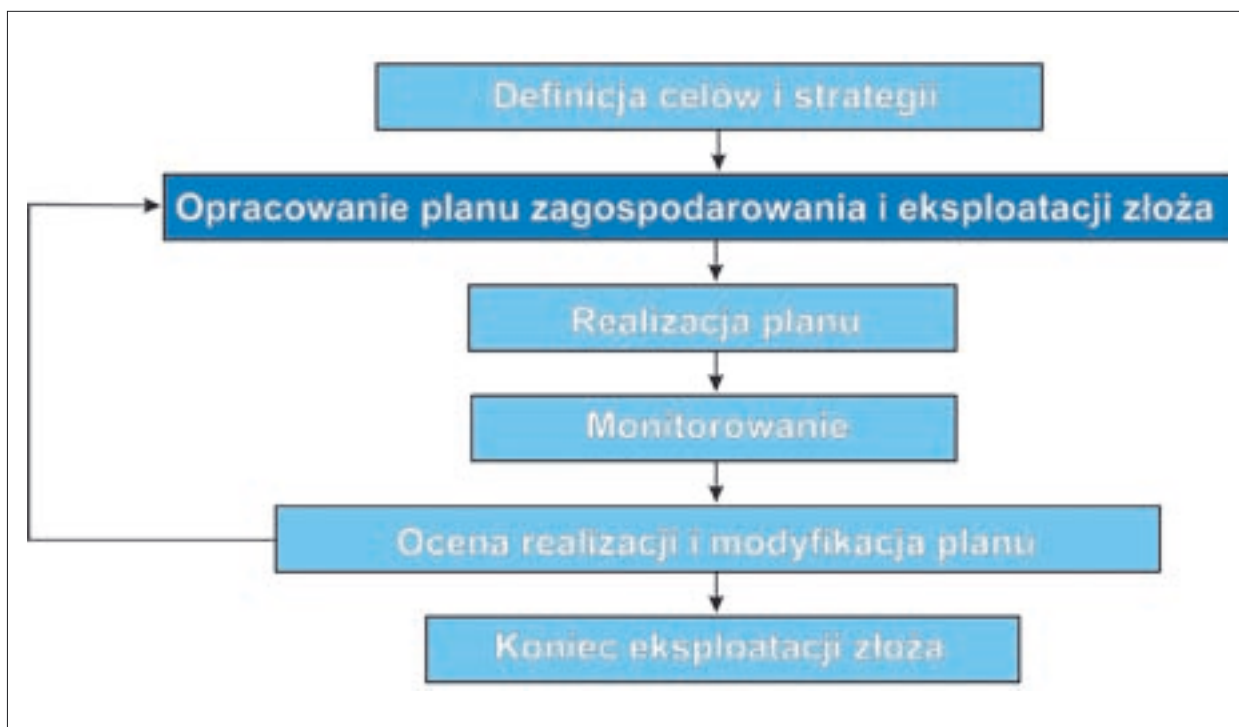 Definicja celów i strategii
Opracowanie planu zagospodarowania i eksploatacji złoża
Realizacja planu
Monitorowanie
Ocena realizacji i modyfikacja planu
Koniec eksploatacji złoża